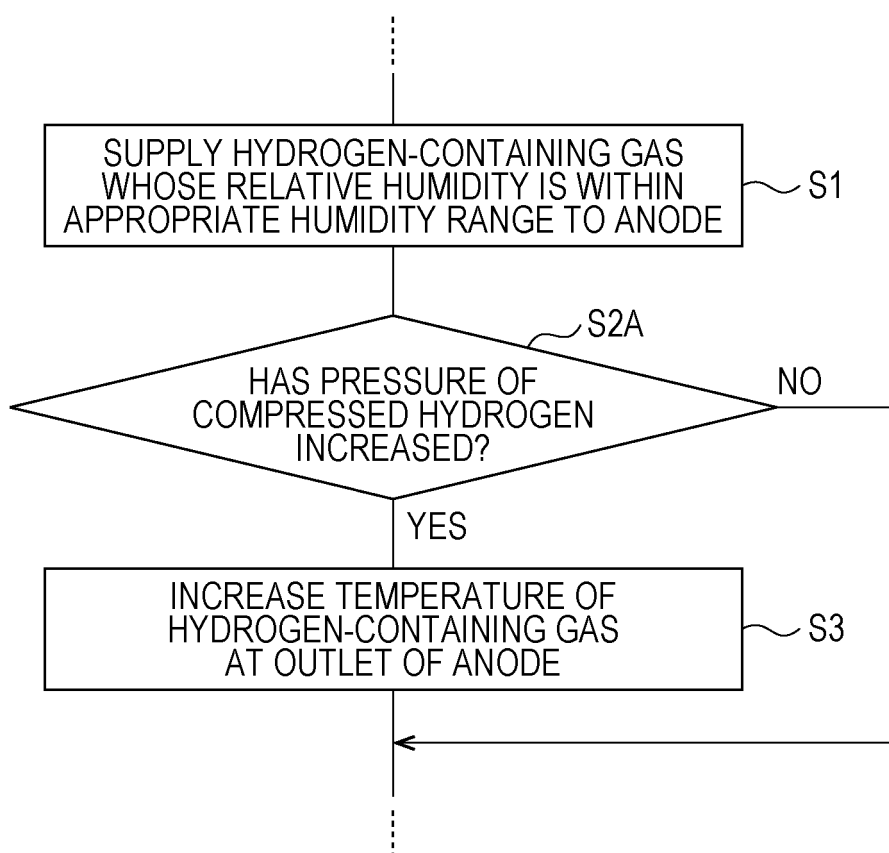 SUPPLY HYDROGEN-CONTAINING GAS
WHOSE RELATIVE HUMIDITY IS WITHIN
APPROPRIATE HUMIDITY RANGE TO ANODE
S1
S2A
HAS PRESSURE OF
COMPRESSED HYDROGEN
INCREASED?
NO
YES
INCREASE TEMPERATURE OF
HYDROGEN-CONTAINING GAS
AT OUTLET OF ANODE
S3